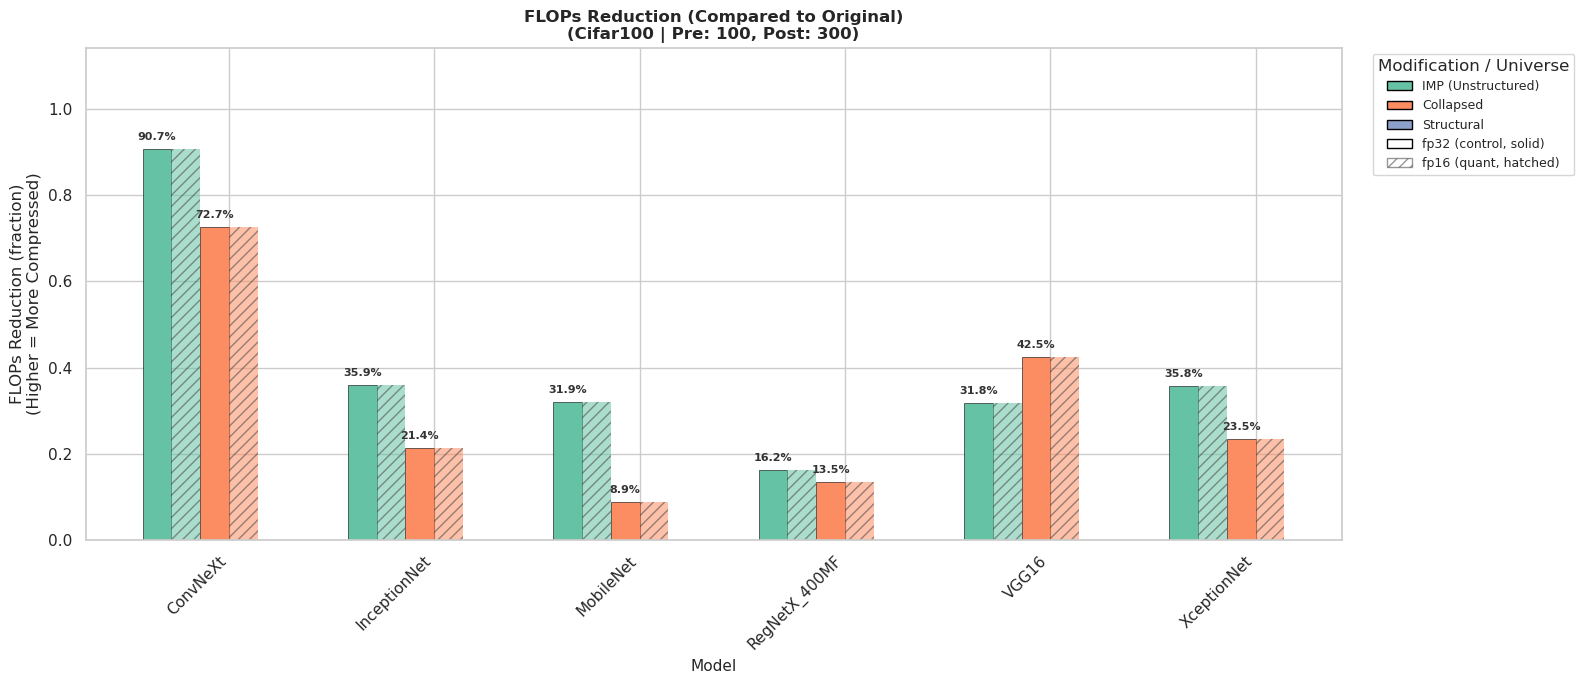 FLOPs Reduction (Compared to Original)
(Cifar100 | Pre: 100, Post: 300)
FLOPs Reduction (fraction)
(Higher = More Compressed)
1.0
0.8
0.6
0.4
0.2
0.0
90.7%
72.7%
35.9%
21.4%
31.9%
8.9%
16.2%
13.5%
31.8%
42.5%
35.8%
23.5%
ConvNeXt
InceptionNet
MobileNet
RegNetX_400MF
VGG16
XceptionNet
Model
Modification / Universe
IMP (Unstructured)
Collapsed
Structural
fp32 (control, solid)
fp16 (quant, hatched)